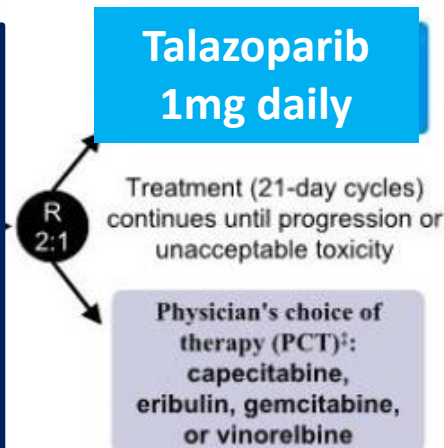 Talazoparib
1mg daily
R
2:1
Treatment (21-day cycles)
continues until progression or
unacceptable toxicity
Physician's choice of
therapy (PCT)‡:
capecitabine,
eribulin, gemcitabine,
or vinorelbine